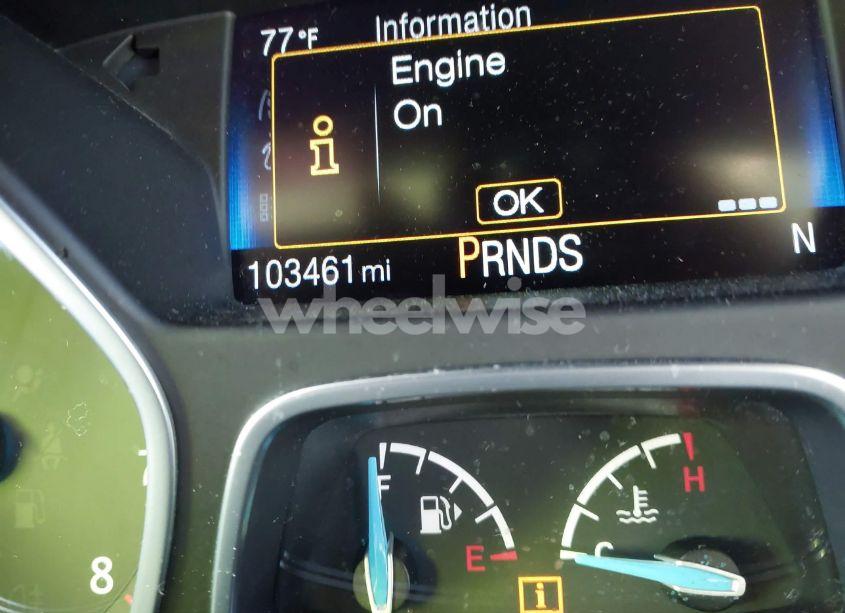 77°F Information
Engine
On
i
OK
103461 mi PRNDS N
wheelwise
F
E
C
H
8
i